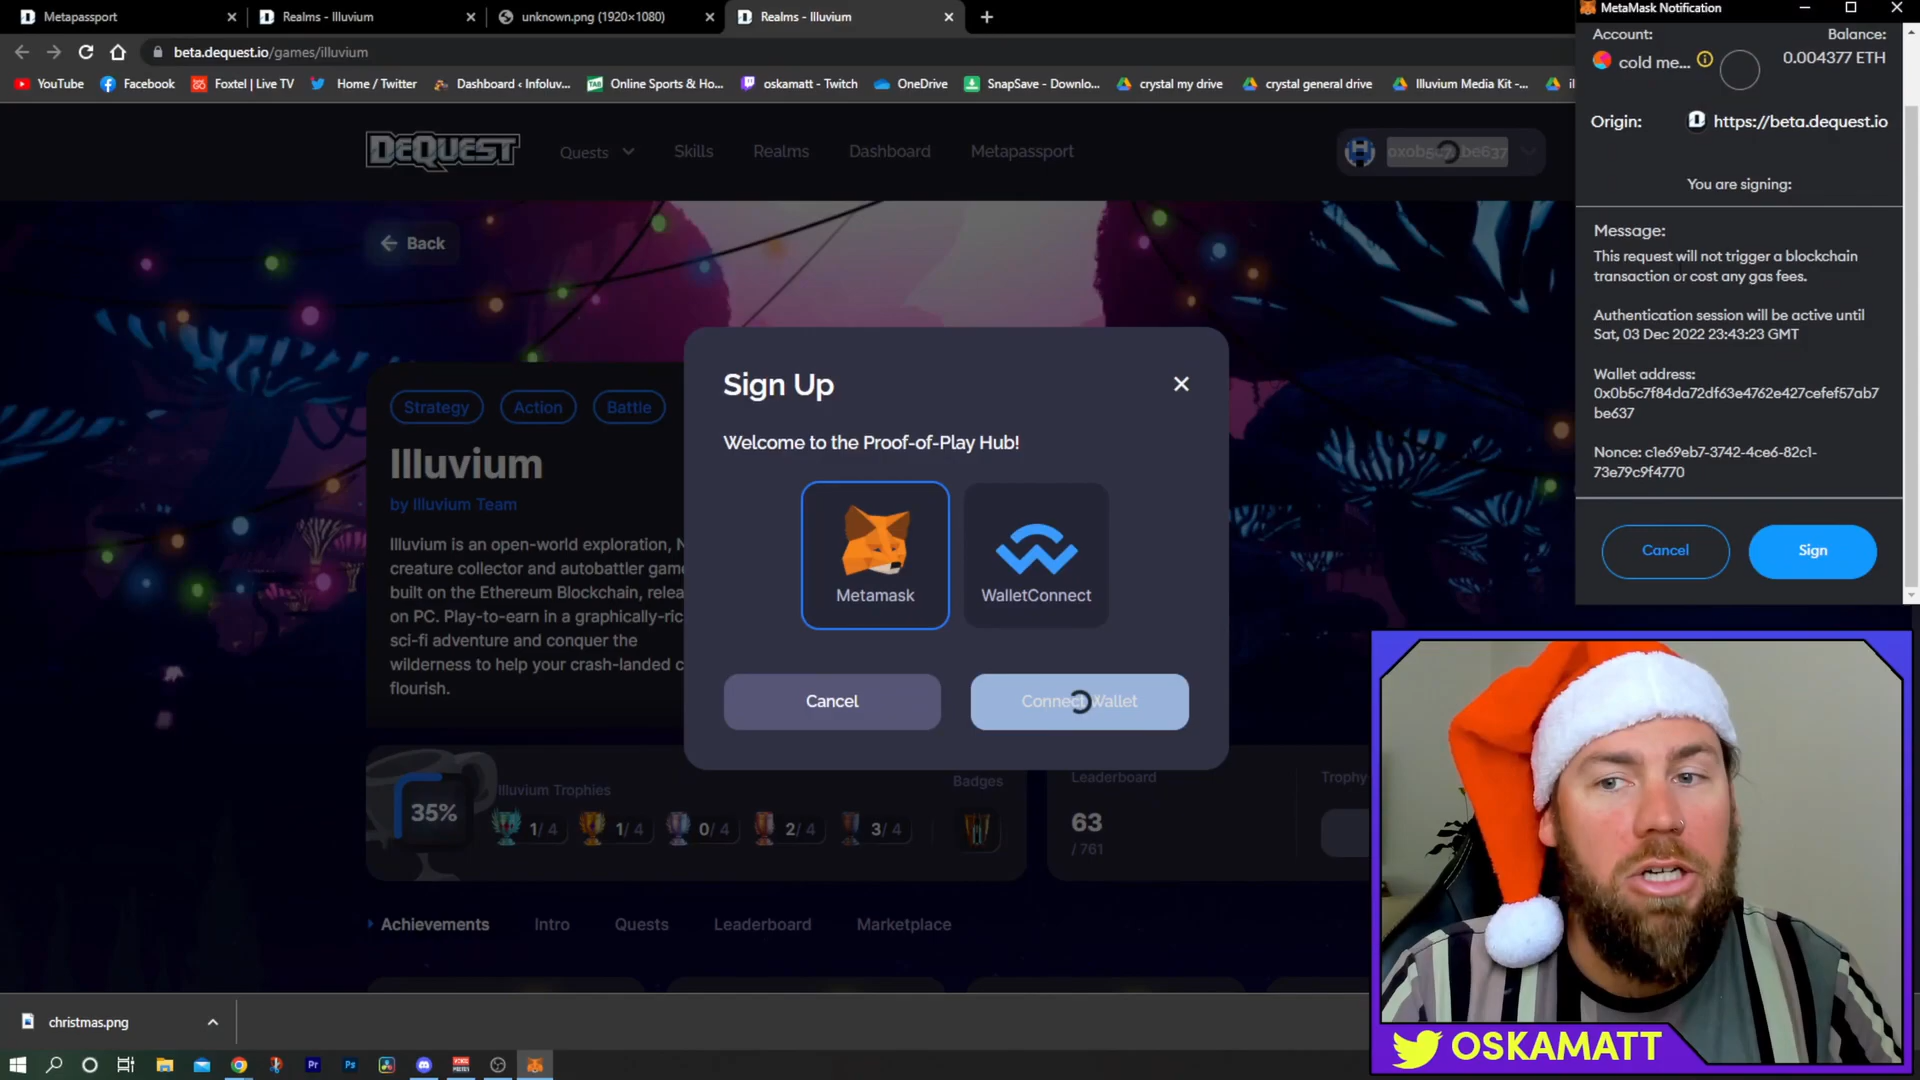 Metapassport
Realms - Illuvium
unknown.png (1920×1080)
Realms - Illuvium
MetaMask Notification
beta.dequest.io/games/illuvium
YouTube
Facebook
Foxtel | Live TV
Home / Twitter
Dashboard ‹ Infoluv...
Online Sports & Ho...
oskamatt - Twitch
OneDrive
SnapSave - Downlo...
crystal my drive
crystal general drive
Illuvium Media Kit -...
Account:
Balance:
cold me...
0.004377 ETH
Origin:
https://beta.dequest.io
You are signing:
Message:
This request will not trigger a blockchain
transaction or cost any gas fees.
Authentication session will be active until
Sat, 03 Dec 2022 23:43:23 GMT
Wallet address:
0x0b5c7f84da72df63e4762e427cefef57ab7
be637
Nonce: c1e69eb7-3742-4ce6-82c1-
73e79c9f4770
Cancel
Sign
DEQUEST
Quests
Skills
Realms
Dashboard
Metapassport
Back
Strategy
Action
Battle
Illuvium
by Illuvium Team
Illuvium is an open-world exploration, N
creature collector and autobattler game
built on the Ethereum Blockchain, relea
on PC. Play-to-earn in a graphically-ric
sci-fi adventure and conquer the
wilderness to help your crash-landed c
flourish.
Sign Up
Welcome to the Proof-of-Play Hub!
Metamask
WalletConnect
Cancel
Connect Wallet
35%
Illuvium Trophies
1/ 4
1/ 4
0/ 4
2/ 4
3/ 4
Badges
Leaderboard
63
/ 761
Trophy
Achievements
Intro
Quests
Leaderboard
Marketplace
christmas.png
Pr
Ps
OSKAMATT